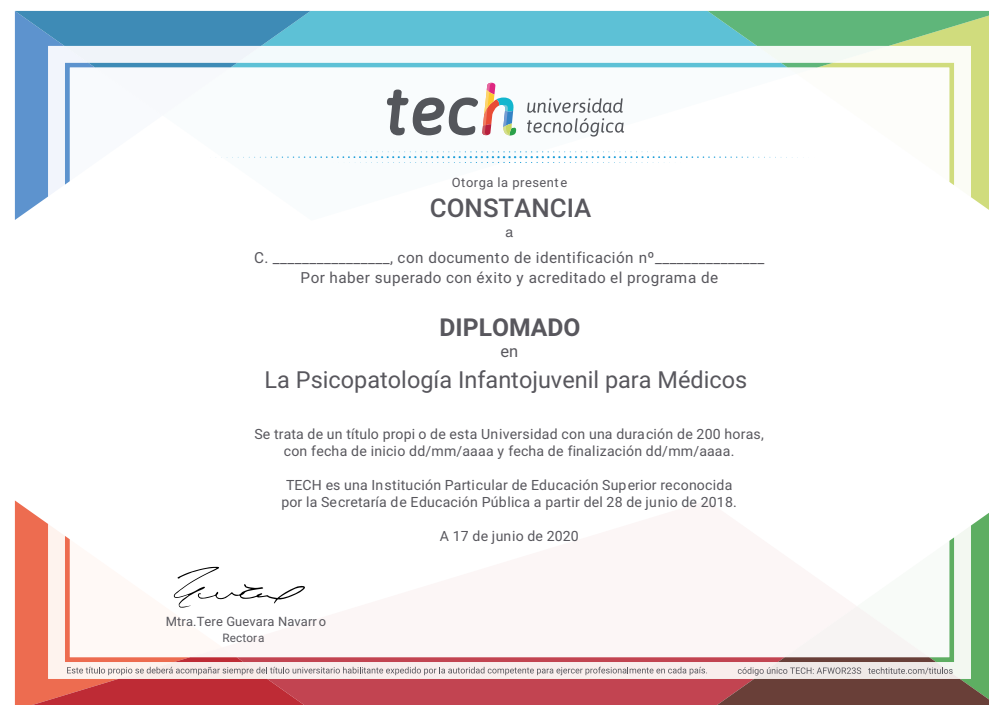 tech universidad
tecnológica
Otorga la presente
CONSTANCIA
a
C. ________________, con documento de identificación nº_______________
Por haber superado con éxito y acreditado el programa de
DIPLOMADO
en
La Psicopatología Infantojuvenil para Médicos
Se trata de un título propi o de esta Universidad con una duración de 200 horas,
con fecha de inicio dd/mm/aaaa y fecha de finalización dd/mm/aaaa.
TECH es una Institución Particular de Educación Superior reconocida
por la Secretaría de Educación Pública a partir del 28 de junio de 2018.
A 17 de junio de 2020
Mtra.Tere Guevara Navarro
Rectora
Este título propio se deberá acompañar siempre del título universitario habilitante expedido por la autoridad competente para ejercer profesionalmente en cada país. código único TECH: AFWOR23S techtitute.com/titulos